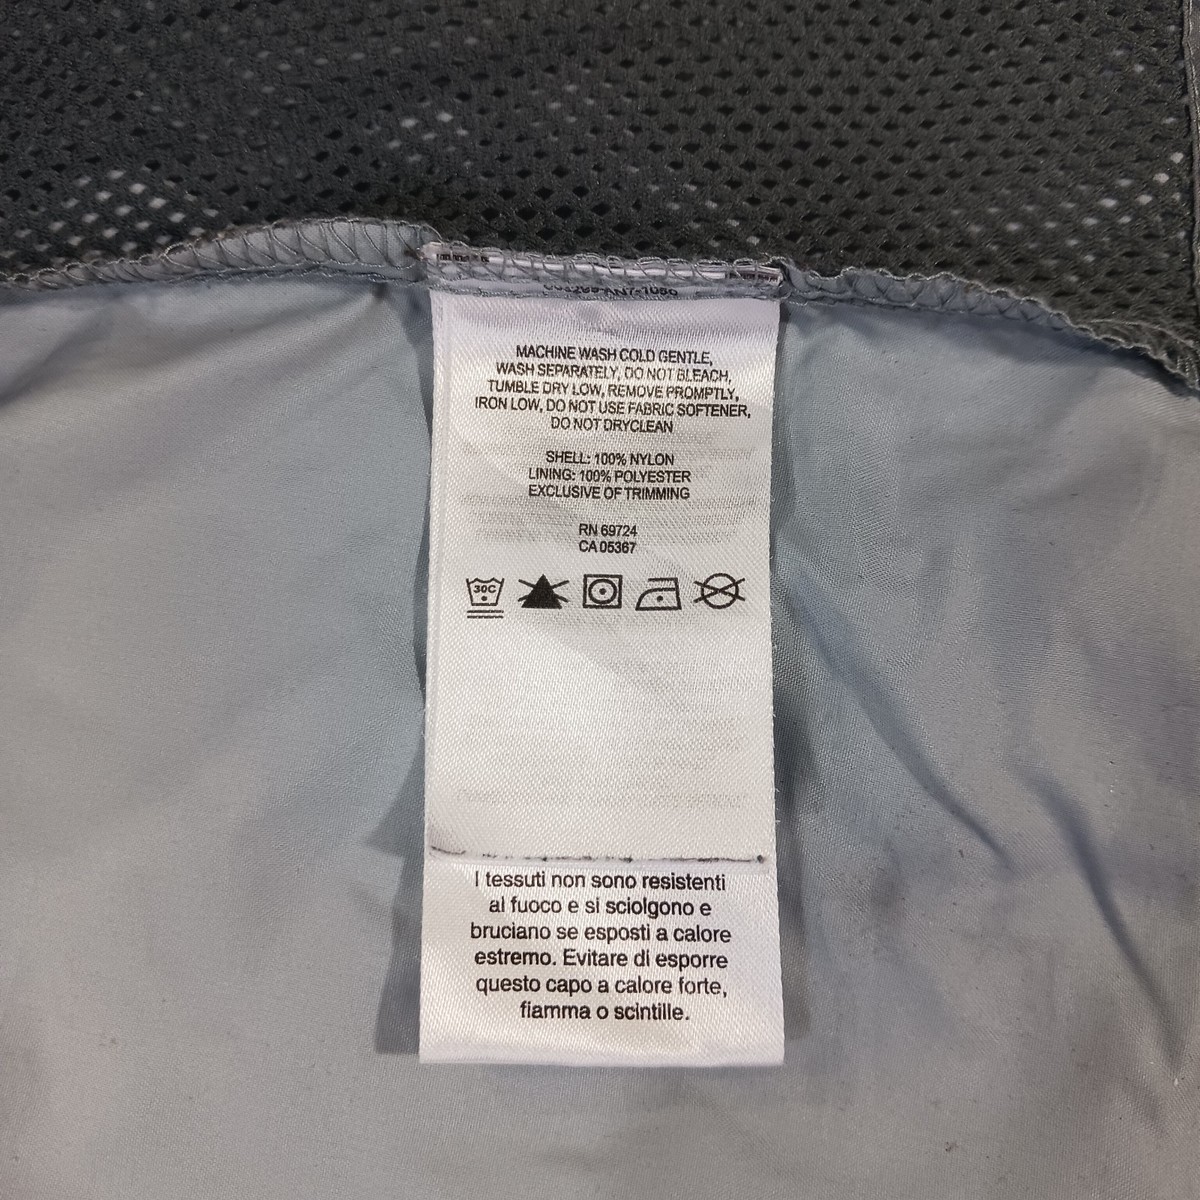 MACHINE WASH COLD GENTLE,
WASH SEPARATELY, DO NOT BLEACH,
TUMBLE DRY LOW, REMOVE PROMPTLY,
IRON LOW, DO NOT USE FABRIC SOFTENER,
DO NOT DRYCLEAN
SHELL: 100% NYLON
LINING: 100% POLYESTER
EXCLUSIVE OF TRIMMING
RN 69724
CA 05367
30C
I tessuti non sono resistenti
al fuoco e si sciolgono e
bruciano se esposti a calore
estremo. Evitare di esporre
questo capo a calore forte,
fiamma o scintille.